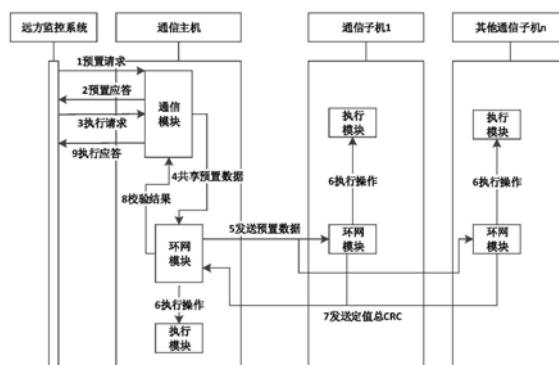 远方监控系统
通信主机
通信子机1
其他通信子机n
1预置请求
2预置应答
3执行请求
9执行应答
通信
模块
4共享预置数据
8校验结果
环网
模块
5发送预置数据
6执行操作
执行
模块
执行
模块
6执行操作
环网
模块
执行
模块
6执行操作
环网
模块
7发送定值总CRC